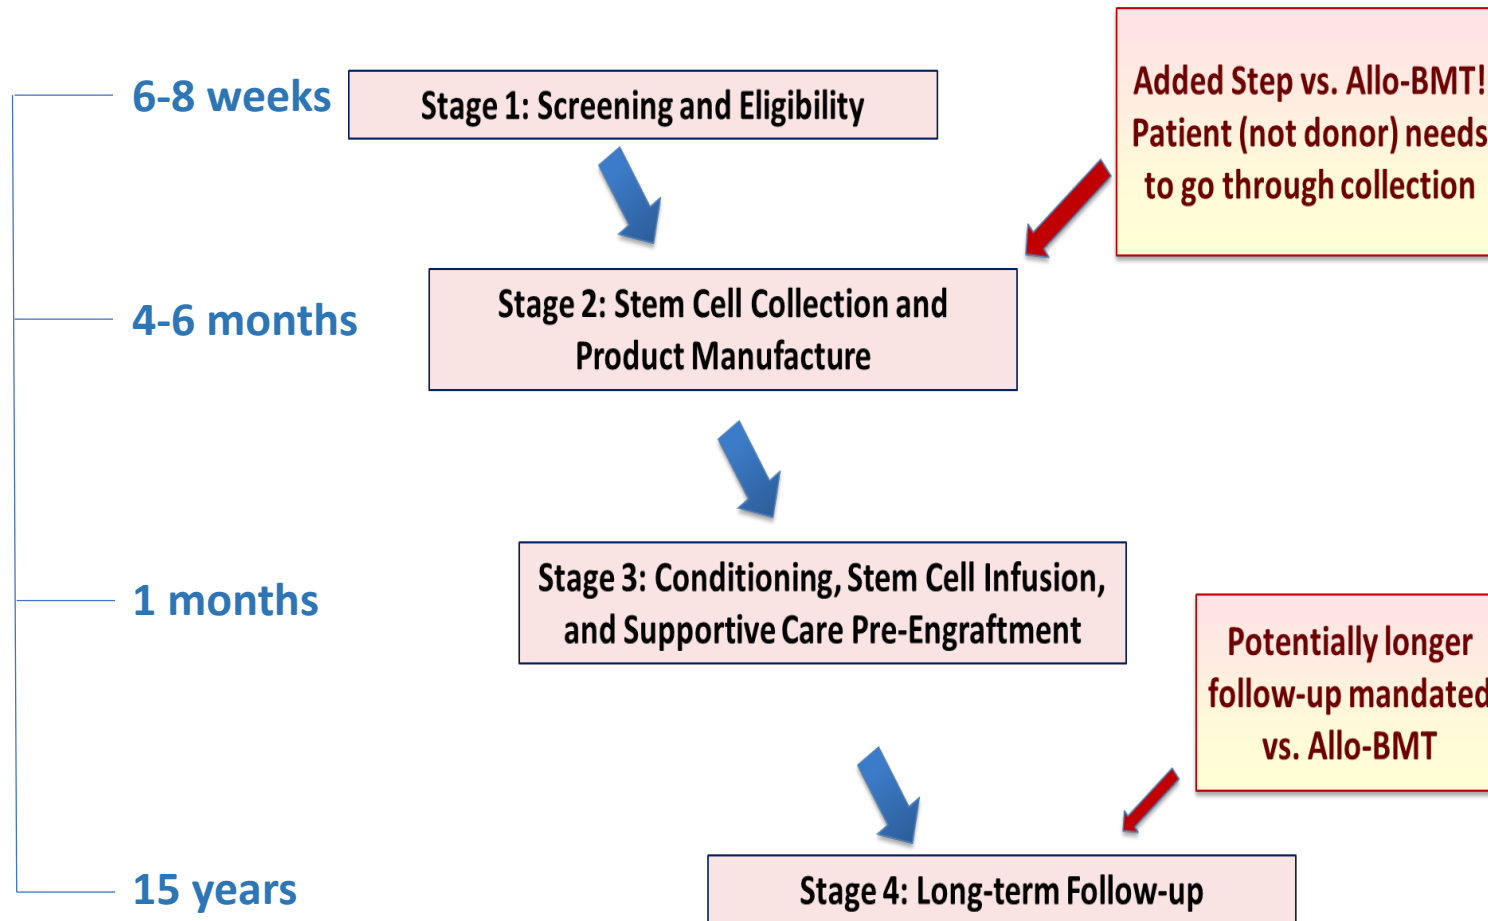 6-8 weeks
Stage 1: Screening and Eligibility
Added Step vs. Allo-BMT!
Patient (not donor) needs
to go through collection
4-6 months
Stage 2: Stem Cell Collection and
Product Manufacture
1 months
Stage 3: Conditioning, Stem Cell Infusion,
and Supportive Care Pre-Engraftment
Potentially longer
follow-up mandated
vs. Allo-BMT
15 years
Stage 4: Long-term Follow-up